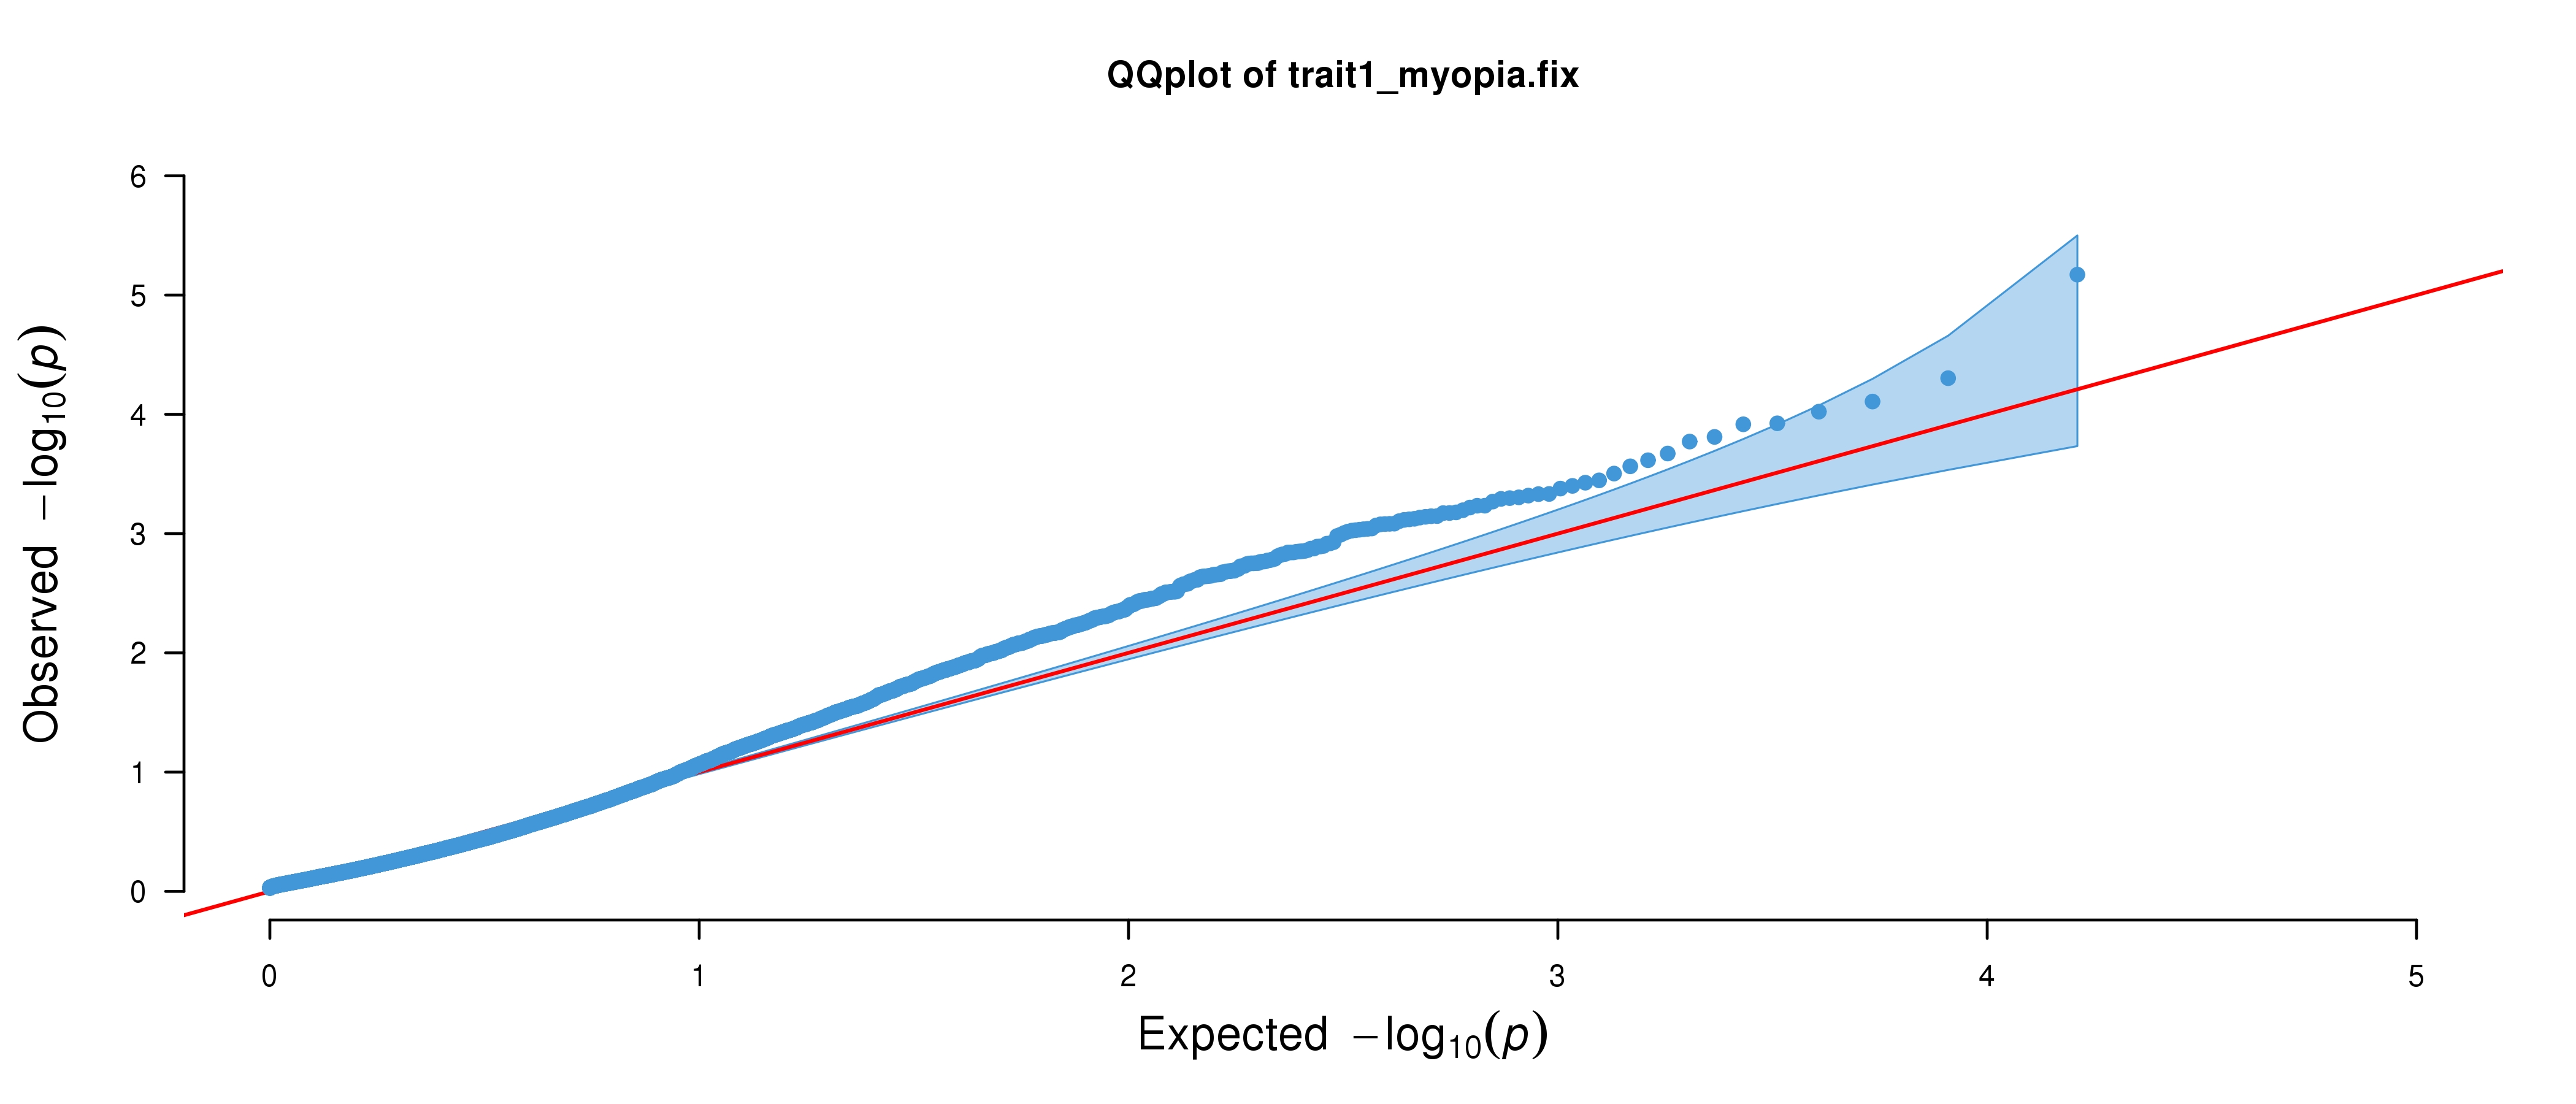 QQplot of trait1_myopia.fix
6
5
4
3
2
1
0
Observed −log10(p)
0 1 2 3 4 5
Expected −log10(p)